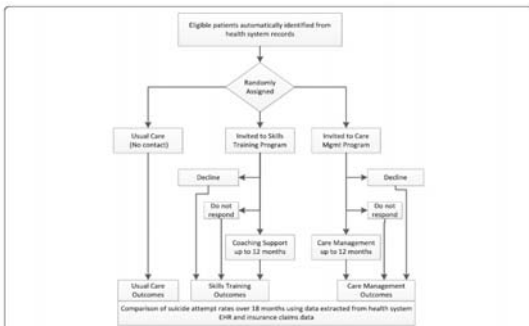 Eligible patients automatically identified from
health system records
Randomly
Assigned
Usual Care
(No contact)
Invited to Skills
Training Program
Invited to Care
Mgmt Program
Decline
Decline
Do not
respond
Do not
respond
Coaching Support
up to 12 months
Care Management
up to 12 months
Usual Care
Outcomes
Skills Training
Outcomes
Care Management
Outcomes
Comparison of suicide attempt rates over 18 months using data extracted from health system
EHR and insurance claims data